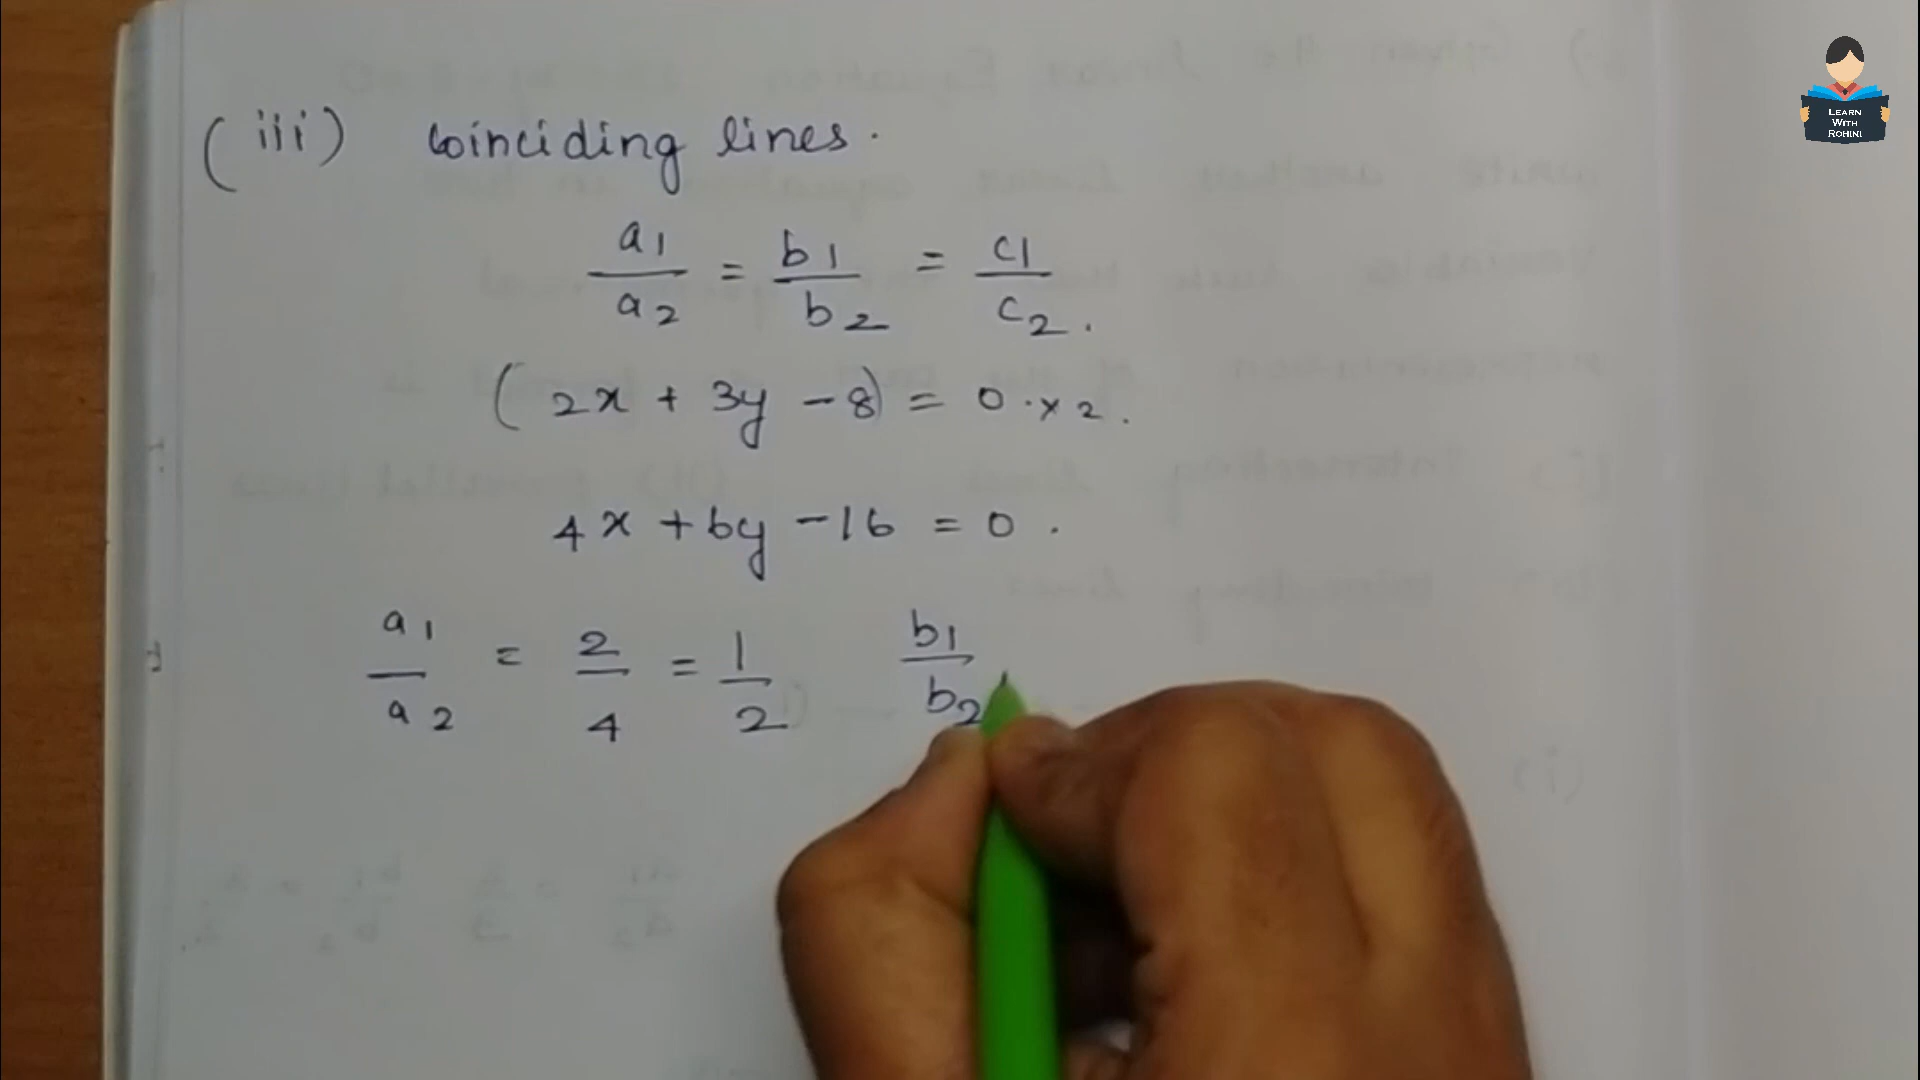 (iii) Coinciding lines.
a1/a2 = b1/b2 = c1/c2.
(2x + 3y - 8) = 0 . x 2.
4x + 6y - 16 = 0 .
a1/a2 = 2/4 = 1/2 b1/b2
LEARN
WITH
ROHINI